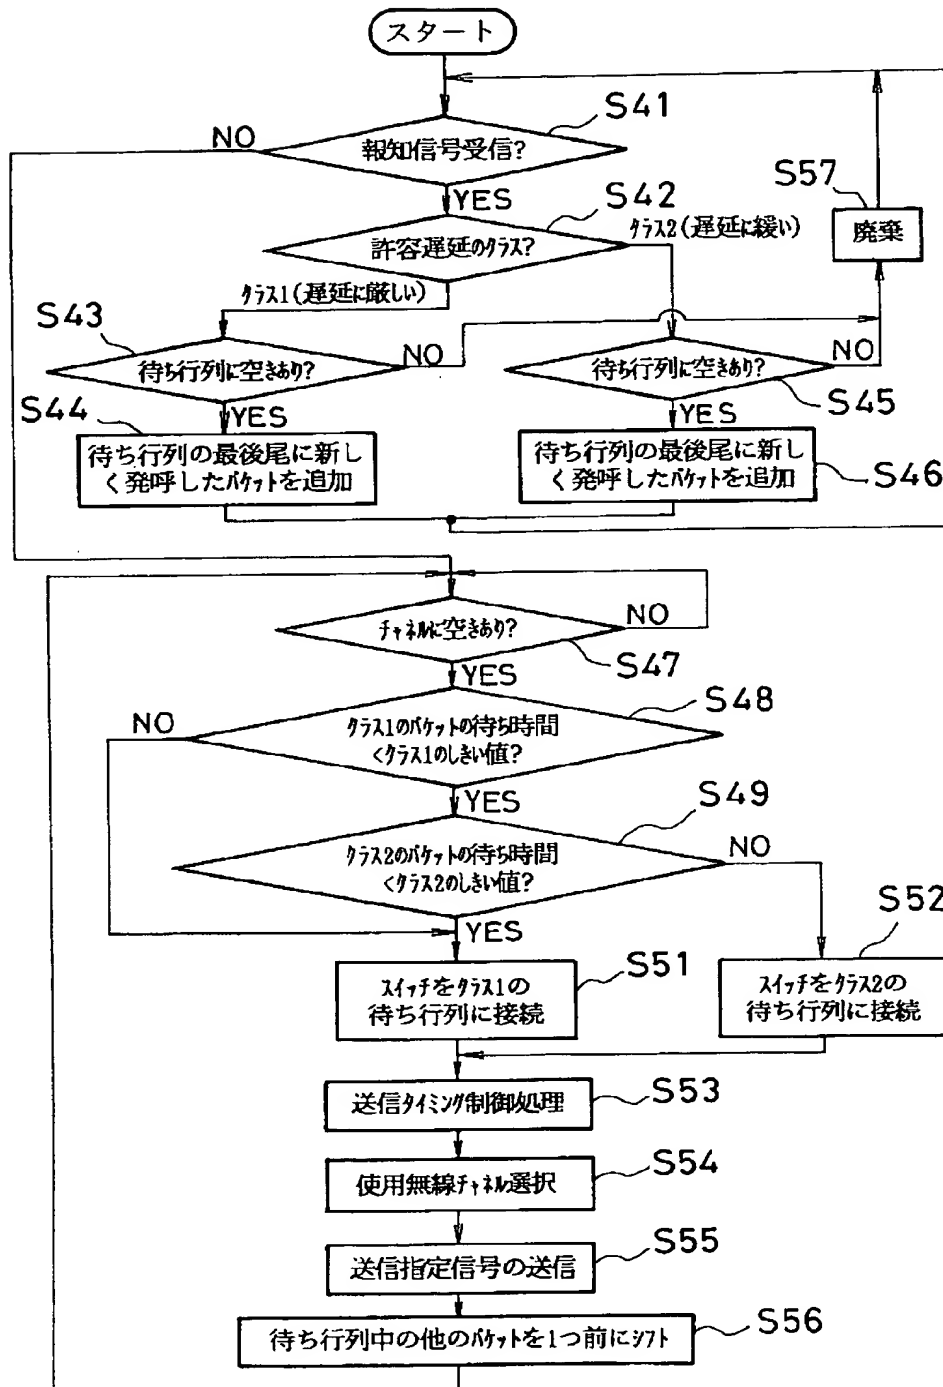 スタート
S41
NO
報知信号受信?
YES
S42
S57
許容遅延のクラス?
クラス2(遅延に緩い)
廃棄
クラス1(遅延に厳しい)
S43
待ち行列に空きあり?
NO
待ち行列に空きあり?
NO
S44
YES
YES
S45
待ち行列の最後尾に新し
く発呼したパケットを追加
待ち行列の最後尾に新し
く発呼したパケットを追加
S46
チャネルに空きあり?
NO
S47
YES
S48
NO
クラス1のパケットの待ち時間
<クラス1のしきい値?
YES
S49
クラス2のパケットの待ち時間
<クラス2のしきい値?
NO
YES
S52
S51
スイッチをクラス1の
待ち行列に接続
スイッチをクラス2の
待ち行列に接続
送信タイミング制御処理
S53
使用無線チャネル選択
S54
送信指定信号の送信
S55
待ち行列中の他のパケットを1つ前にシフト
S56